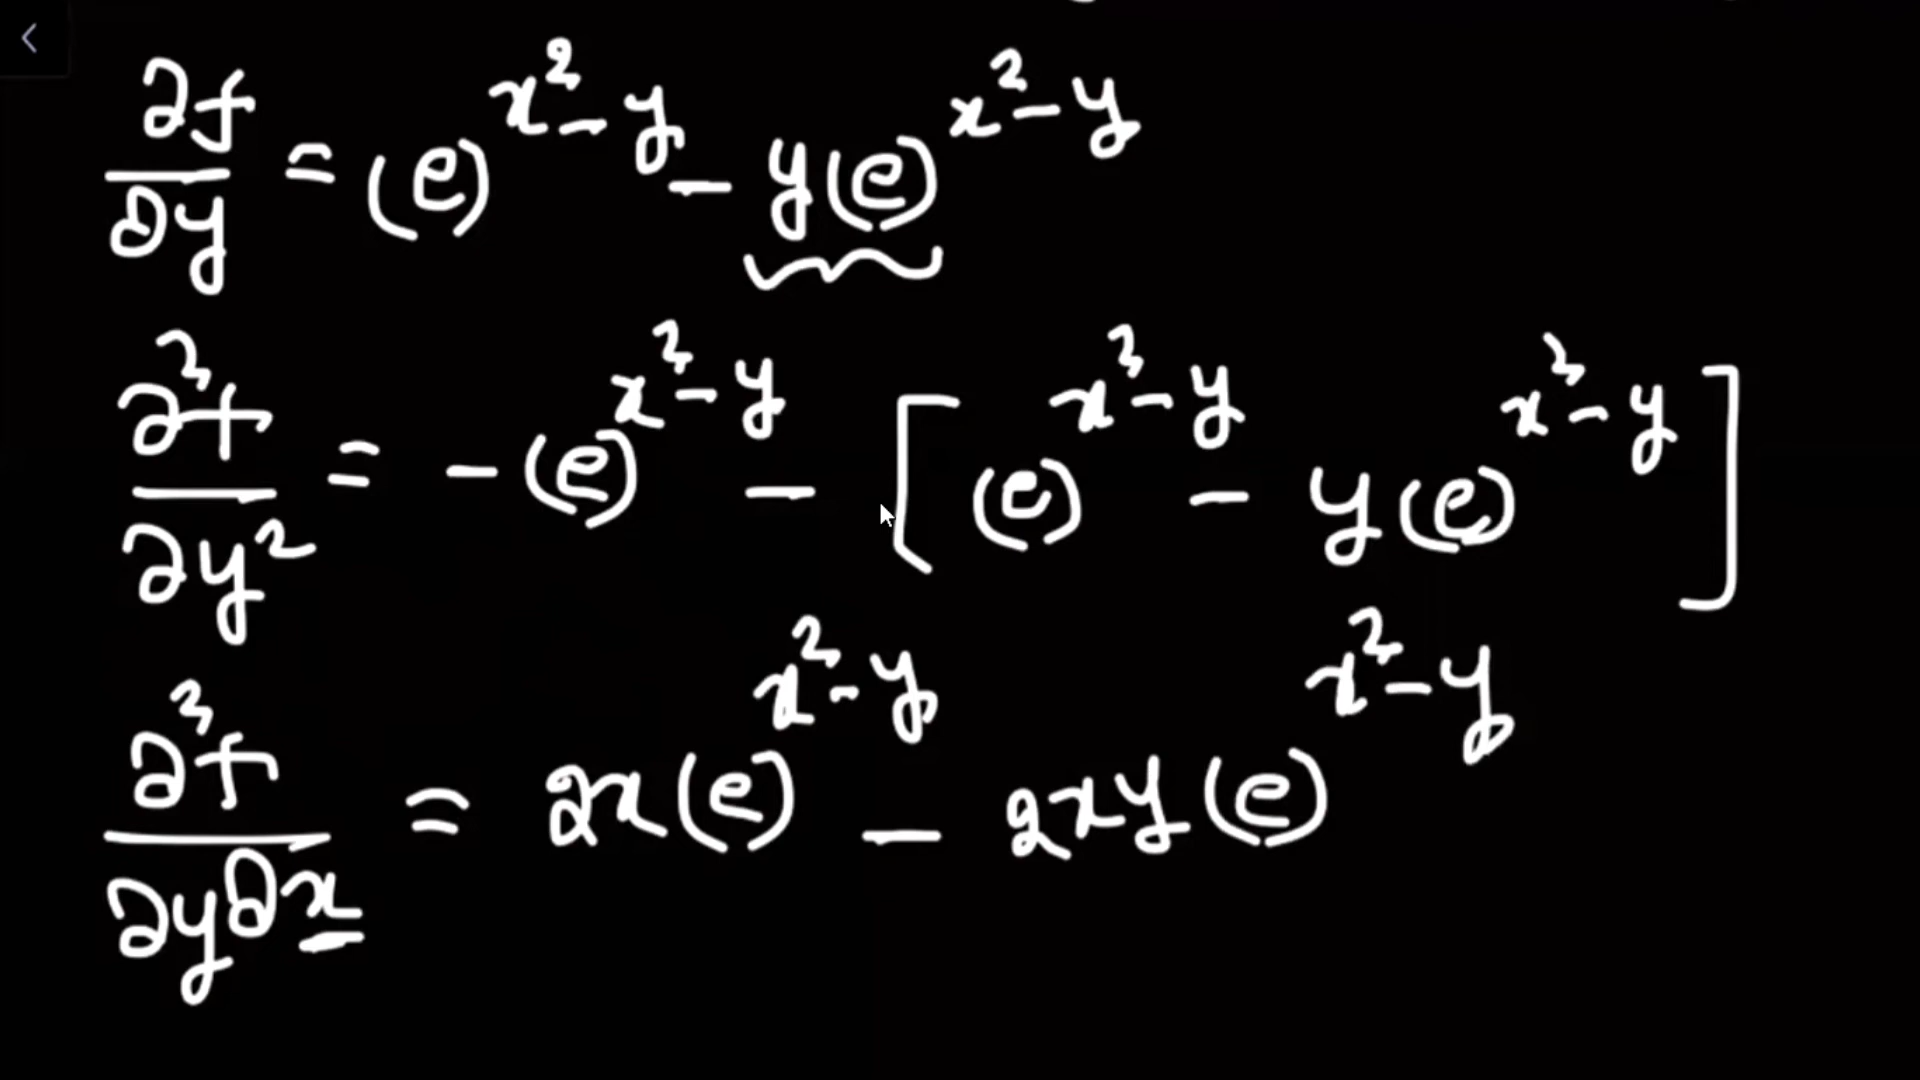 ∂f/∂y = (e)^{x²-y} - y(e)^{x²-y}
∂²f/∂y² = -(e)^{x²-y} - [(e)^{x²-y} - y(e)^{x²-y}]
∂²f/∂y∂x = 2x(e)^{x²-y} - 2xy(e)^{x²-y}